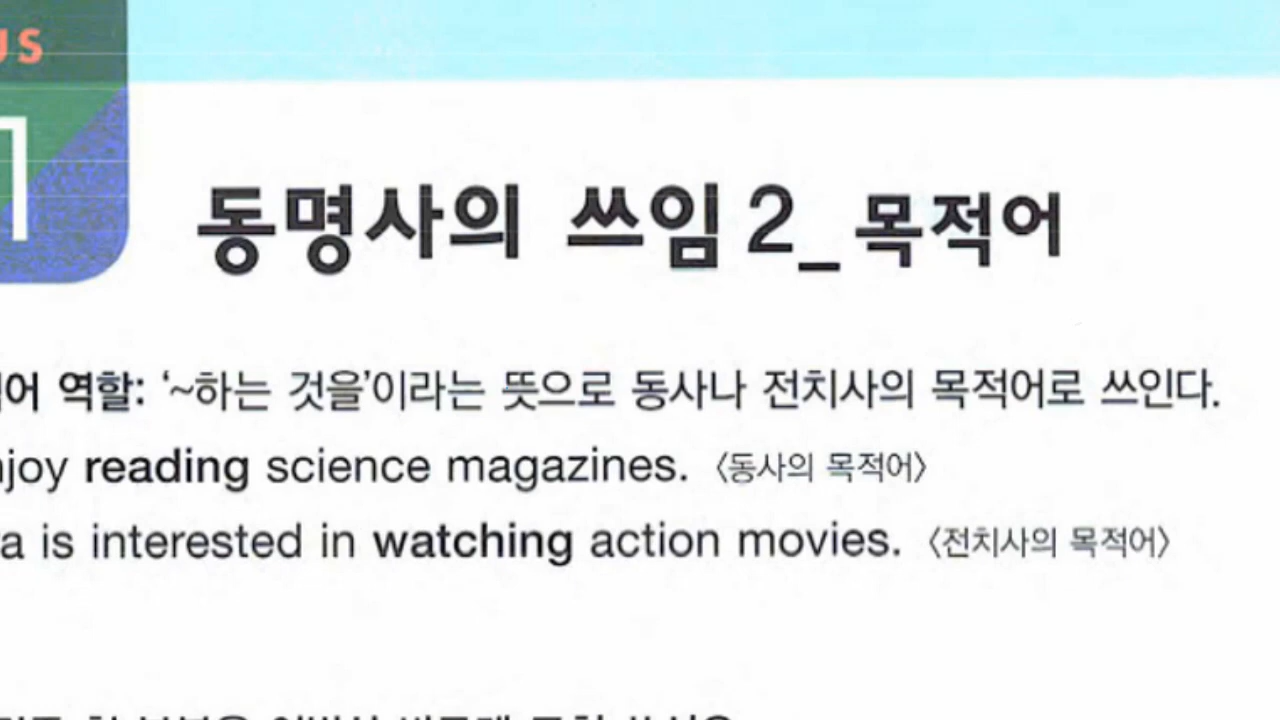 US
1
동명사의 쓰임 2_목적어
역할: ‘~하는 것을’이라는 뜻으로 동사나 전치사의 목적어로 쓰인다.
reading science magazines. 〈동사의 목적어〉
is interested in watching action movies. 〈전치사의 목적어〉